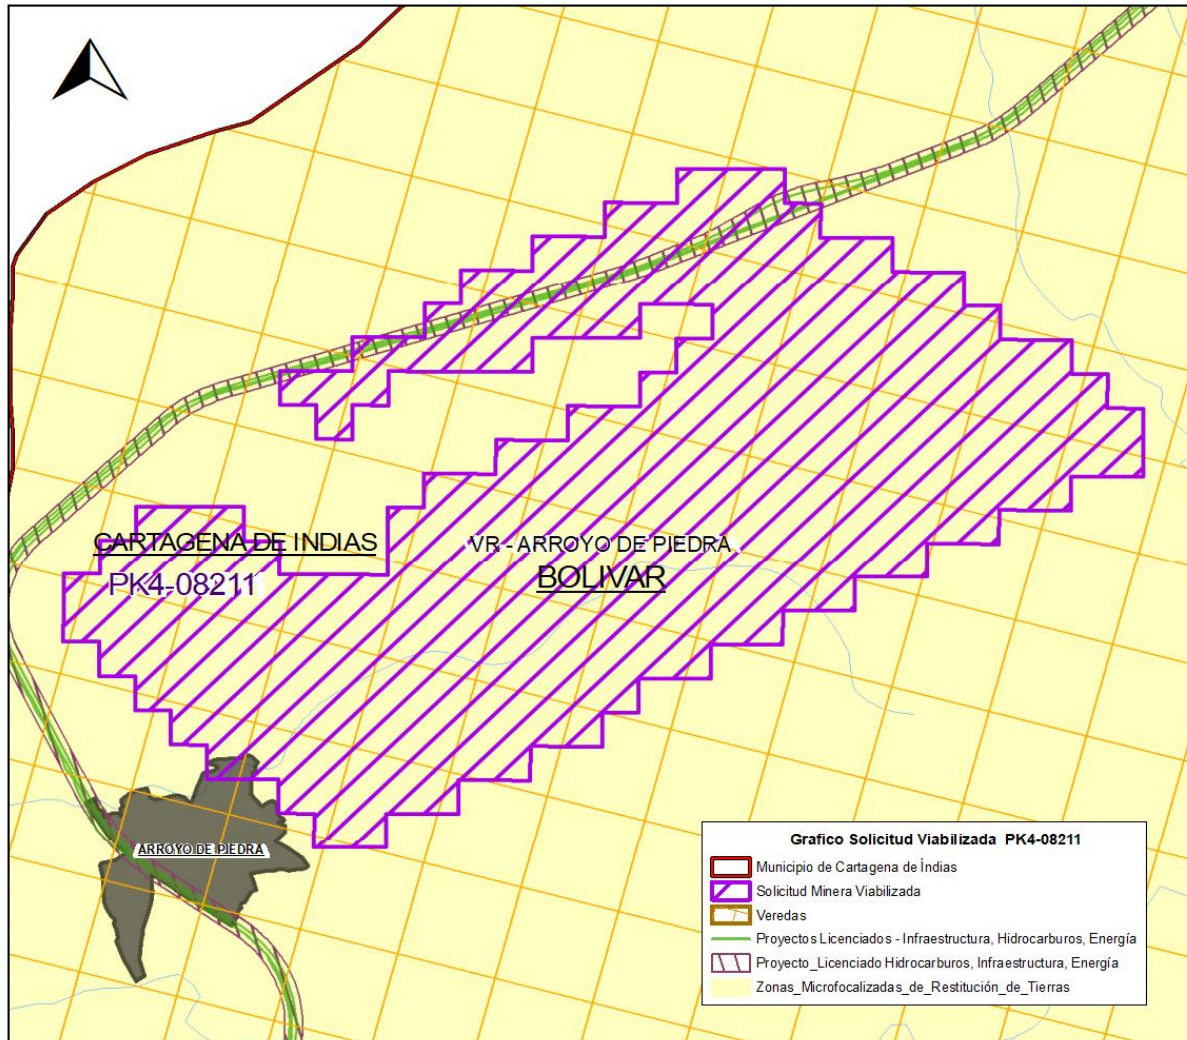 CARTAGENA DE INDIAS
PK4-08211
VR - ARROYO DE PIEDRA
BOLIVAR
ARROYO DE PIEDRA
Grafico Solicitud Viabilizada PK4-08211
Municipio de Cartagena de Índias
Solicitud Minera Viabilizada
Veredas
Proyectos Licenciados - Infraestructura, Hidrocarburos, Energía
Proyecto_Licenciado Hidrocarburos, Infraestructura, Energía
Zonas_Microfocalizadas_de_Restitución_de_Tierras